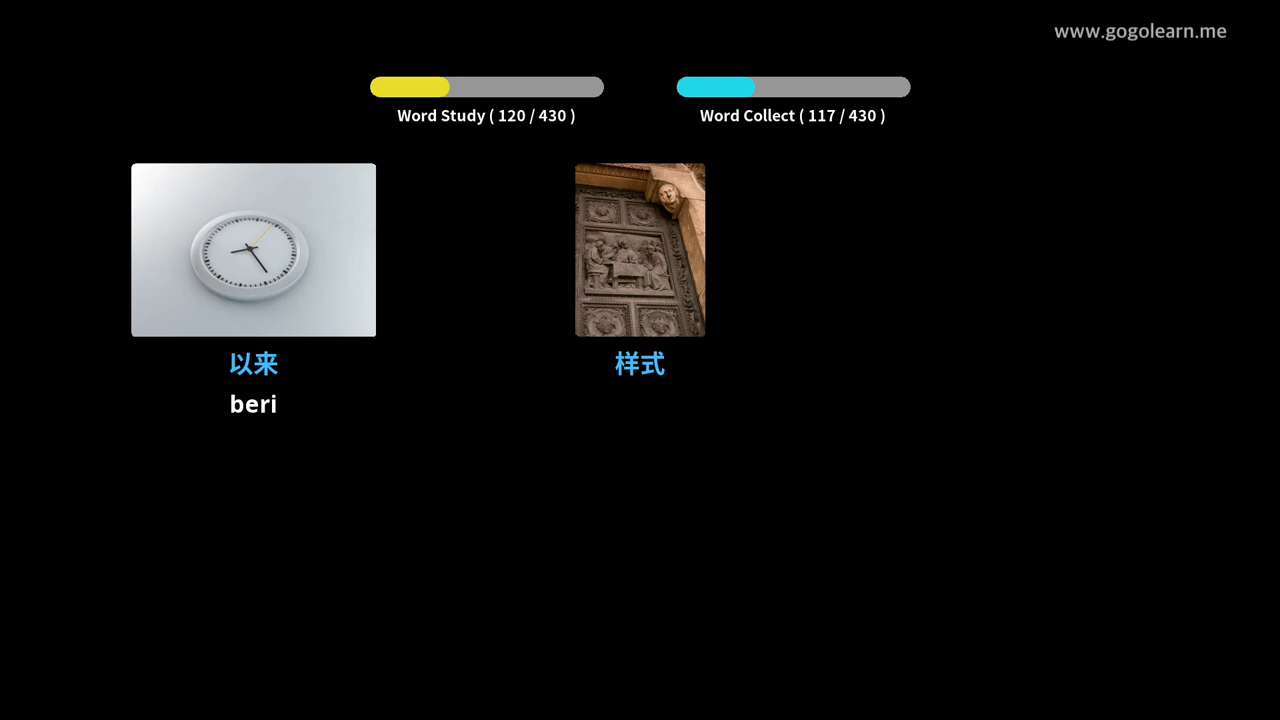 www.gogolearn.me
Word Study ( 120 / 430 )
Word Collect ( 117 / 430 )
以来
样式
beri